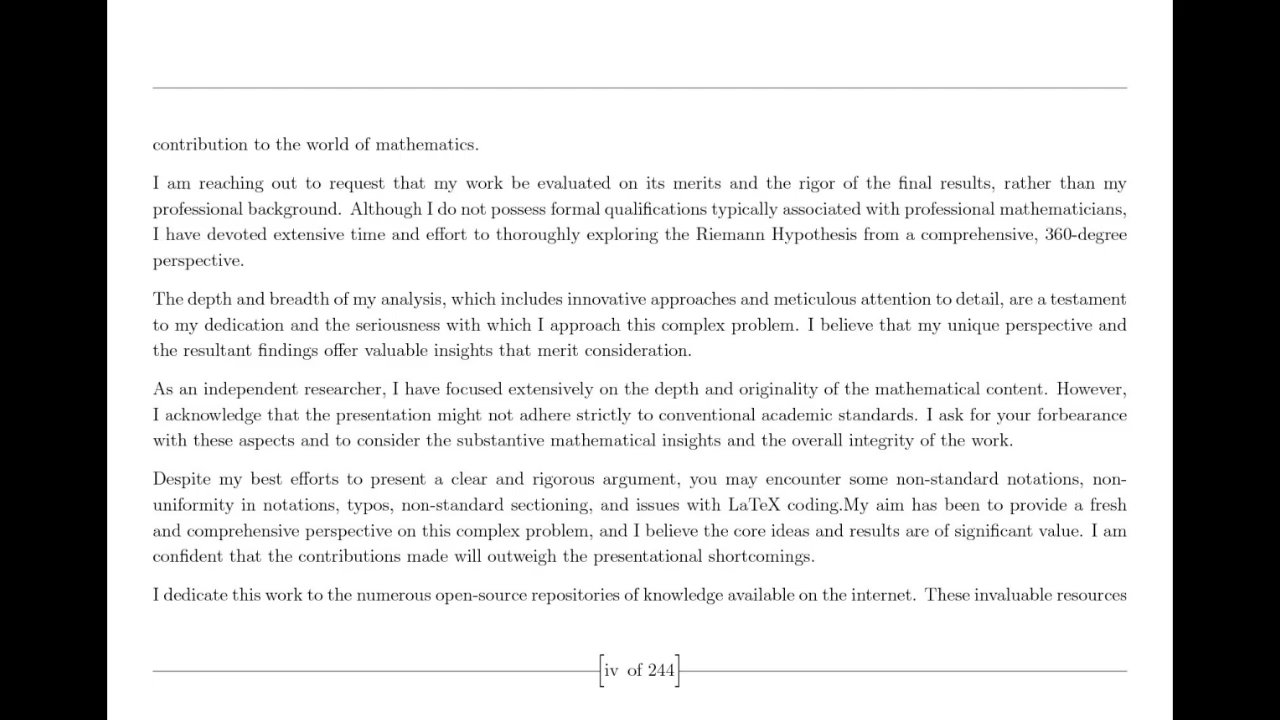 contribution to the world of mathematics.
I am reaching out to request that my work be evaluated on its merits and the rigor of the final results, rather than my
professional background. Although I do not possess formal qualifications typically associated with professional mathematicians,
I have devoted extensive time and effort to thoroughly exploring the Riemann Hypothesis from a comprehensive, 360-degree
perspective.
The depth and breadth of my analysis, which includes innovative approaches and meticulous attention to detail, are a testament
to my dedication and the seriousness with which I approach this complex problem. I believe that my unique perspective and
the resultant findings offer valuable insights that merit consideration.
As an independent researcher, I have focused extensively on the depth and originality of the mathematical content. However,
I acknowledge that the presentation might not adhere strictly to conventional academic standards. I ask for your forbearance
with these aspects and to consider the substantive mathematical insights and the overall integrity of the work.
Despite my best efforts to present a clear and rigorous argument, you may encounter some non-standard notations, non-
uniformity in notations, typos, non-standard sectioning, and issues with LaTeX coding.My aim has been to provide a fresh
and comprehensive perspective on this complex problem, and I believe the core ideas and results are of significant value. I am
confident that the contributions made will outweigh the presentational shortcomings.
I dedicate this work to the numerous open-source repositories of knowledge available on the internet. These invaluable resources
[iv of 244]